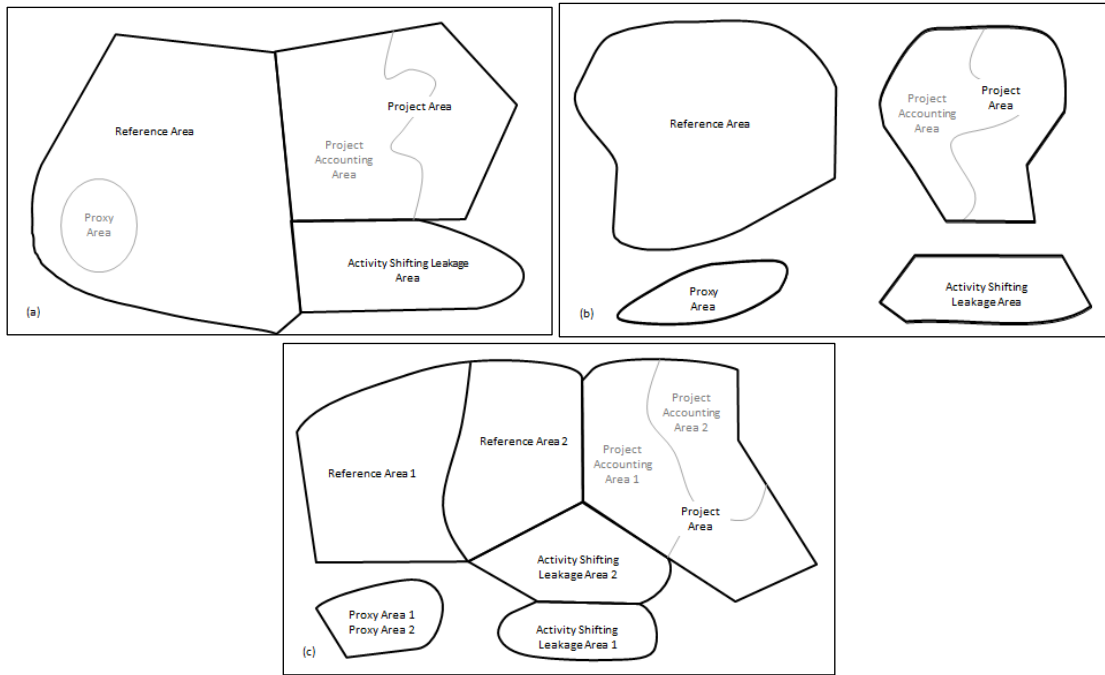 Reference Area
Project Area
Project
Accounting
Area
Proxy
Area
Activity Shifting Leakage
Area
(a)
Reference Area
Project
Accounting
Area
Project
Area
Proxy
Area
Activity Shifting
Leakage Area
(b)
Reference Area 1
Reference Area 2
Project
Accounting
Area 2
Project
Accounting
Area 1
Project
Area
Activity Shifting
Leakage Area 2
Proxy Area 1
Proxy Area 2
Activity Shifting
Leakage Area 1
(c)